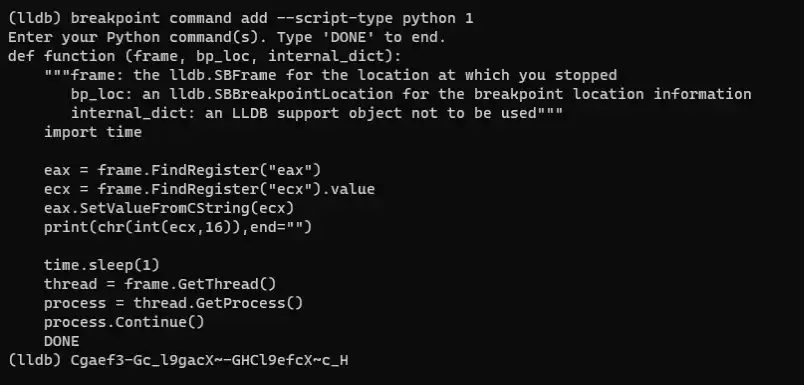 (lldb) breakpoint command add --script-type python 1
Enter your Python command(s). Type 'DONE' to end.
def function (frame, bp_loc, internal_dict):
    """frame: the lldb.SBFrame for the location at which you stopped
       bp_loc: an lldb.SBBreakpointLocation for the breakpoint location information
       internal_dict: an LLDB support object not to be used"""
    import time

    eax = frame.FindRegister("eax")
    ecx = frame.FindRegister("ecx").value
    eax.SetValueFromCString(ecx)
    print(chr(int(ecx,16)),end="")

    time.sleep(1)
    thread = frame.GetThread()
    process = thread.GetProcess()
    process.Continue()
    DONE
(lldb) Cgaef3-Gc_l9gacX~-GHCl9efcX~c_H